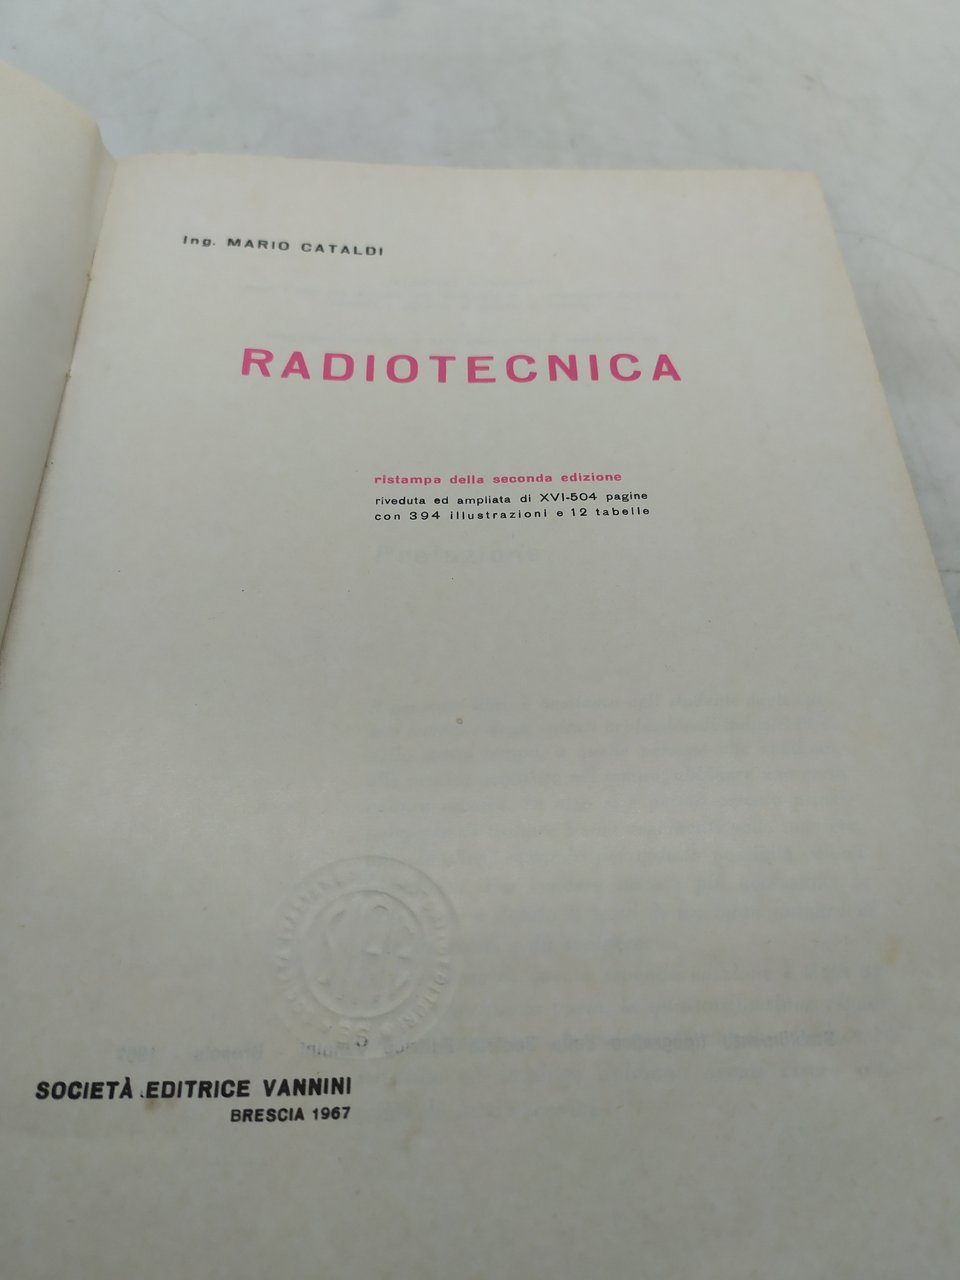 Ing. MARIO CATALDI
RADIOTECNICA
ristampa della seconda edizione
riveduta ed ampliata di XVI-504 pagine
con 394 illustrazioni e 12 tabelle
SOCIETÀ EDITRICE VANNINI
BRESCIA 1967